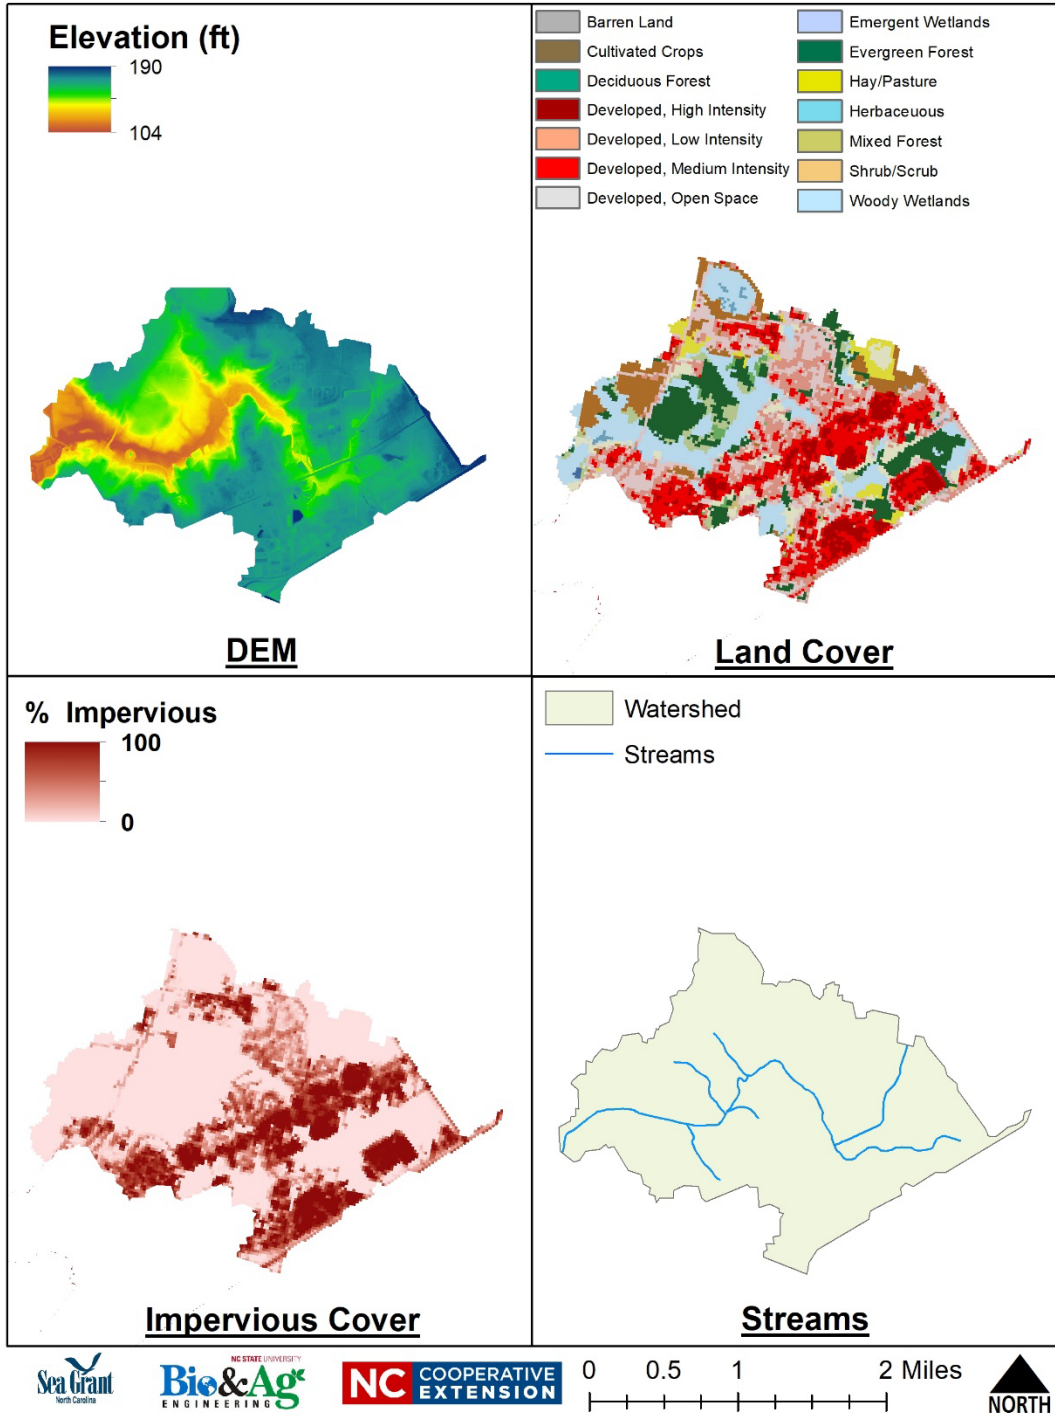 Elevation (ft)
190
104
DEM
Barren Land
Cultivated Crops
Deciduous Forest
Developed, High Intensity
Developed, Low Intensity
Developed, Medium Intensity
Developed, Open Space
Emergent Wetlands
Evergreen Forest
Hay/Pasture
Herbaceuous
Mixed Forest
Shrub/Scrub
Woody Wetlands
Land Cover
% Impervious
100
0
Impervious Cover
Watershed
Streams
Streams
Sea Grant
North Carolina
NC STATE UNIVERSITY
Bio&Ag
ENGINEERING
NC COOPERATIVE
EXTENSION
0 0.5 1 2 Miles
NORTH